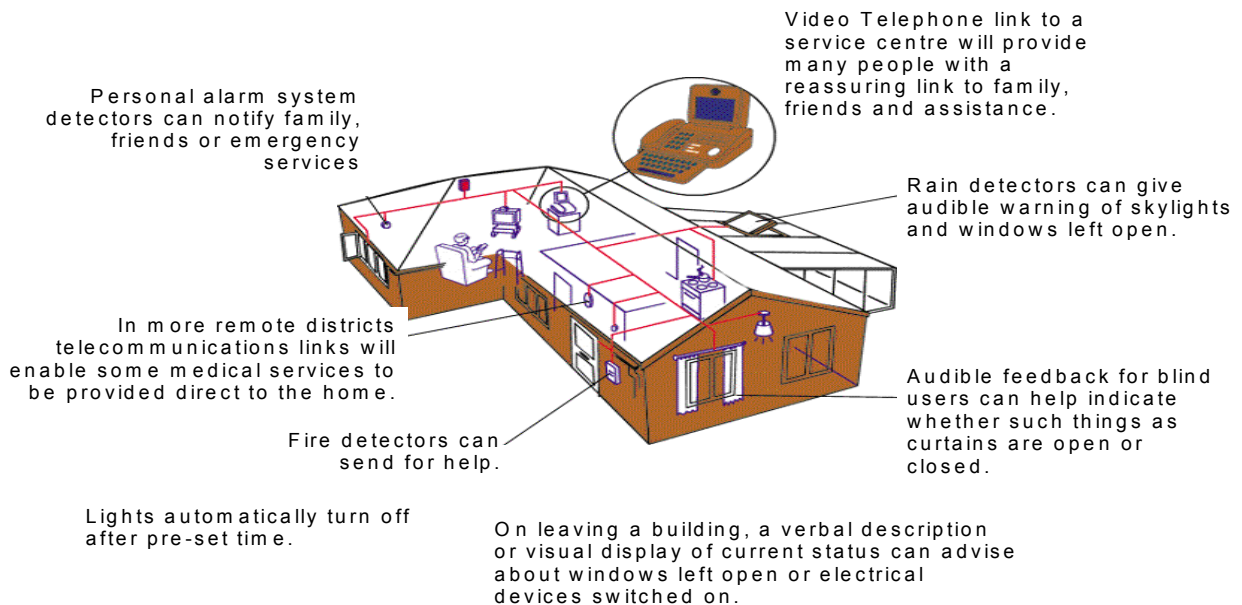 Video Telephone link to a
service centre will provide
many people with a
reassuring link to family,
friends and assistance.
Personal alarm system
detectors can notify family,
friends or emergency
services
Rain detectors can give
audible warning of skylights
and windows left open.
In more remote districts
telecommunications links will
enable some medical services to
be provided direct to the home.
Audible feedback for blind
users can help indicate
whether such things as
curtains are open or
closed.
Fire detectors can
send for help.
Lights automatically turn off
after pre-set time.
On leaving a building, a verbal description
or visual display of current status can advise
about windows left open or electrical
devices switched on.